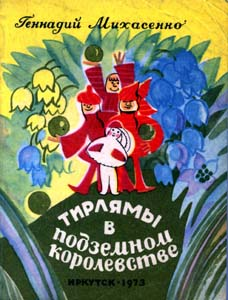 Геннадий Михасенко
ТИРЛЯМЫ
В
ПОДЗЕМНОМ
КОРОЛЕВСТВЕ
ИРКУТСК·1973